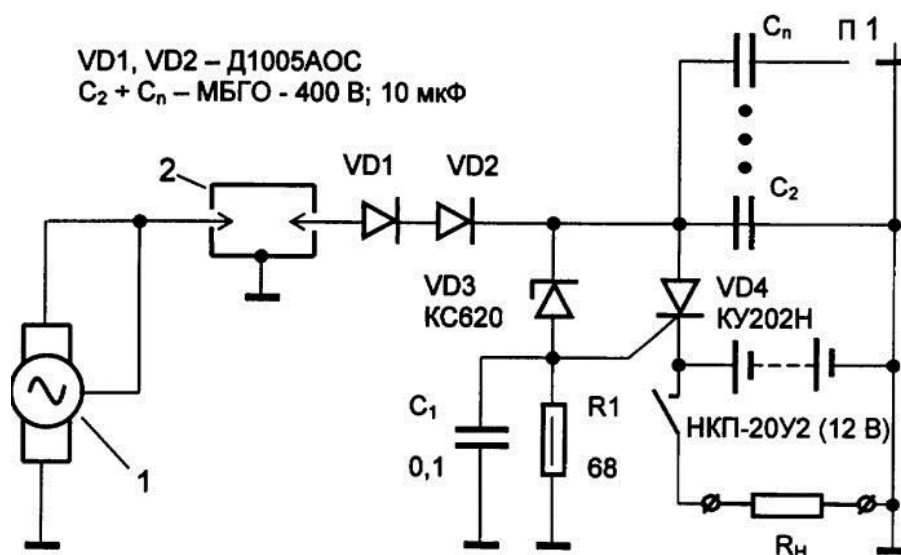 VD1, VD2 – Д1005АОС
C2 + Cn – МБГО - 400 В; 10 мкФ
Cn
П 1
2
VD1
VD2
C2
VD3
КС620
VD4
КУ202Н
C1
0,1
R1
68
НКП-20У2 (12 В)
1
RН